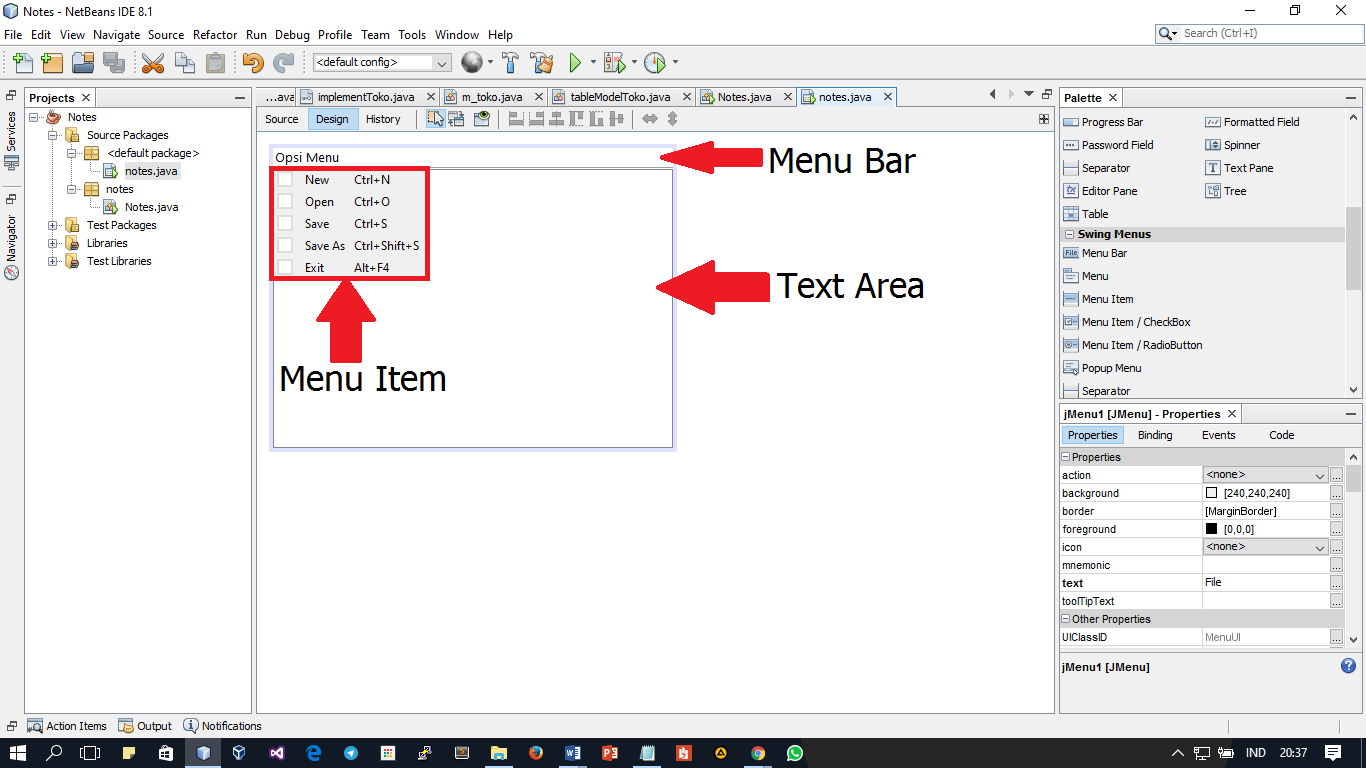 Notes - NetBeans IDE 8.1
File Edit View Navigate Source Refactor Run Debug Profile Team Tools Window Help
Search (Ctrl+I)
<default config>
Services
Navigator
Projects
Notes
Source Packages
<default package>
notes.java
notes
Notes.java
Test Packages
Libraries
Test Libraries
...ava implementToko.java m_toko.java tableModelToko.java Notes.java notes.java
Source Design History
Opsi Menu
New Ctrl+N
Open Ctrl+O
Save Ctrl+S
Save As Ctrl+Shift+S
Exit Alt+F4
Menu Bar
Text Area
Menu Item
Palette
Progress Bar Formatted Field
Password Field Spinner
Separator Text Pane
Editor Pane Tree
Table
Swing Menus
Menu Bar
Menu
Menu Item
Menu Item / CheckBox
Menu Item / RadioButton
Popup Menu
Separator
jMenu1 [JMenu] - Properties
Properties Binding Events Code
Properties
action <none> ...
background [240,240,240] ...
border [MarginBorder] ...
foreground [0,0,0] ...
icon <none> ...
mnemonic ...
text File ...
toolTipText ...
Other Properties
UIClassID MenuUI ...
jMenu1 [JMenu]
Action Items Output Notifications
IND 20:37